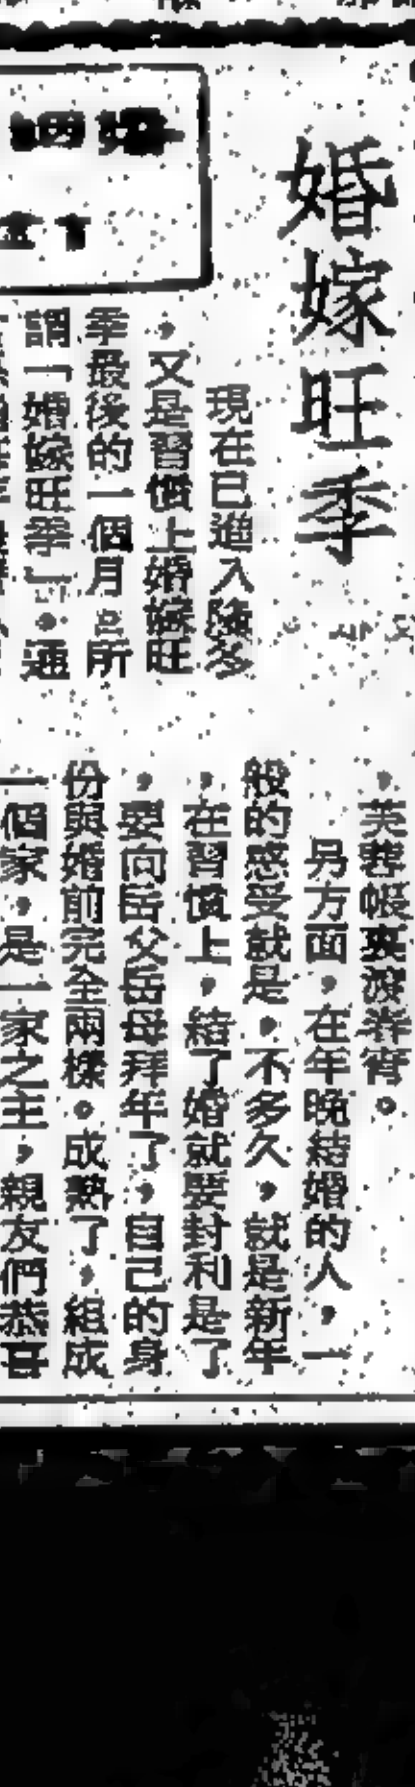 婚嫁旺季
現在已進入隆冬
，又是習慣上婚嫁旺
季最後的一個月，所
謂「婚嫁旺季」。通
，芙蓉帳裏渡春宵。
另方面，在年晚結婚的人，一
般的感受就是，不多久，就是新年
，在習慣上，結了婚就要封利是了
，要向岳父岳母拜年了，自己的身
份與婚前完全兩樣。成熟了，組成
一個家，是一家之主，親友們恭喜